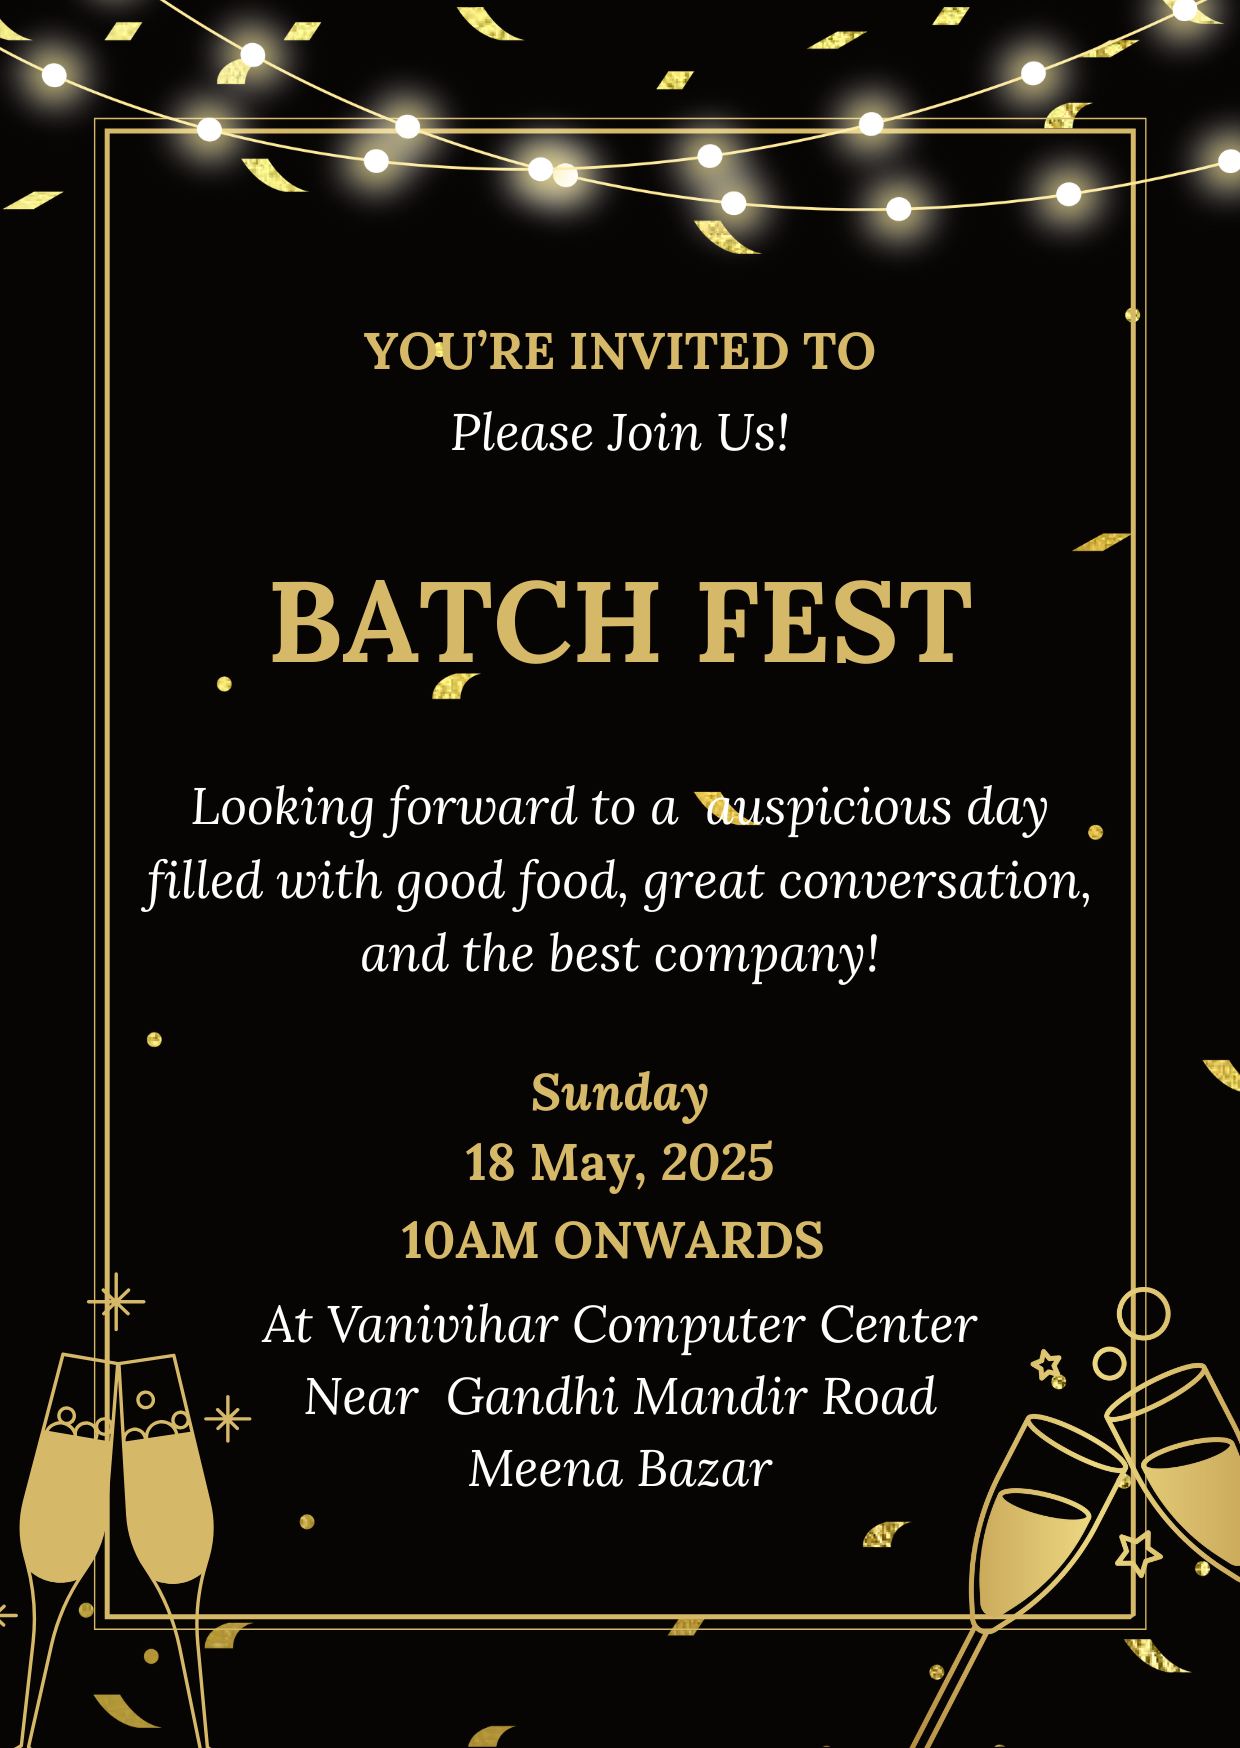 YOU’RE INVITED TO
Please Join Us!
BATCH FEST
Looking forward to a  auspicious day
filled with good food, great conversation,
and the best company!
Sunday
18 May, 2025
10AM ONWARDS
At Vanivihar Computer Center
Near  Gandhi Mandir Road
Meena Bazar